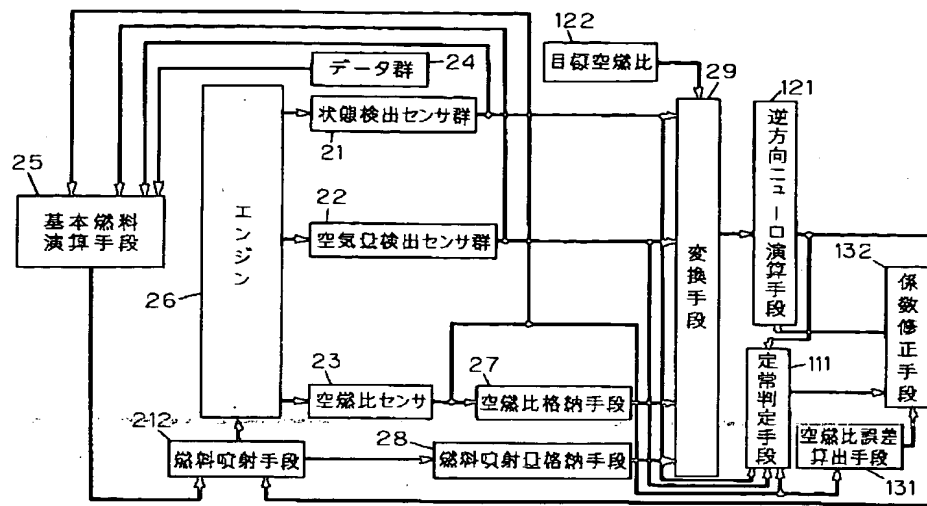 122
目標空燃比
データ群
24
29
121
状態検出センサ群
21
逆方向ニューロ演算手段
25
基本燃料
演算手段
エンジン
22
空気量検出センサ群
変換手段
132
係数修正手段
26
23
空燃比センサ
27
空燃比格納手段
定常判定手段
111
212
燃料噴射手段
28
燃料噴射量格納手段
空燃比誤差
算出手段
131